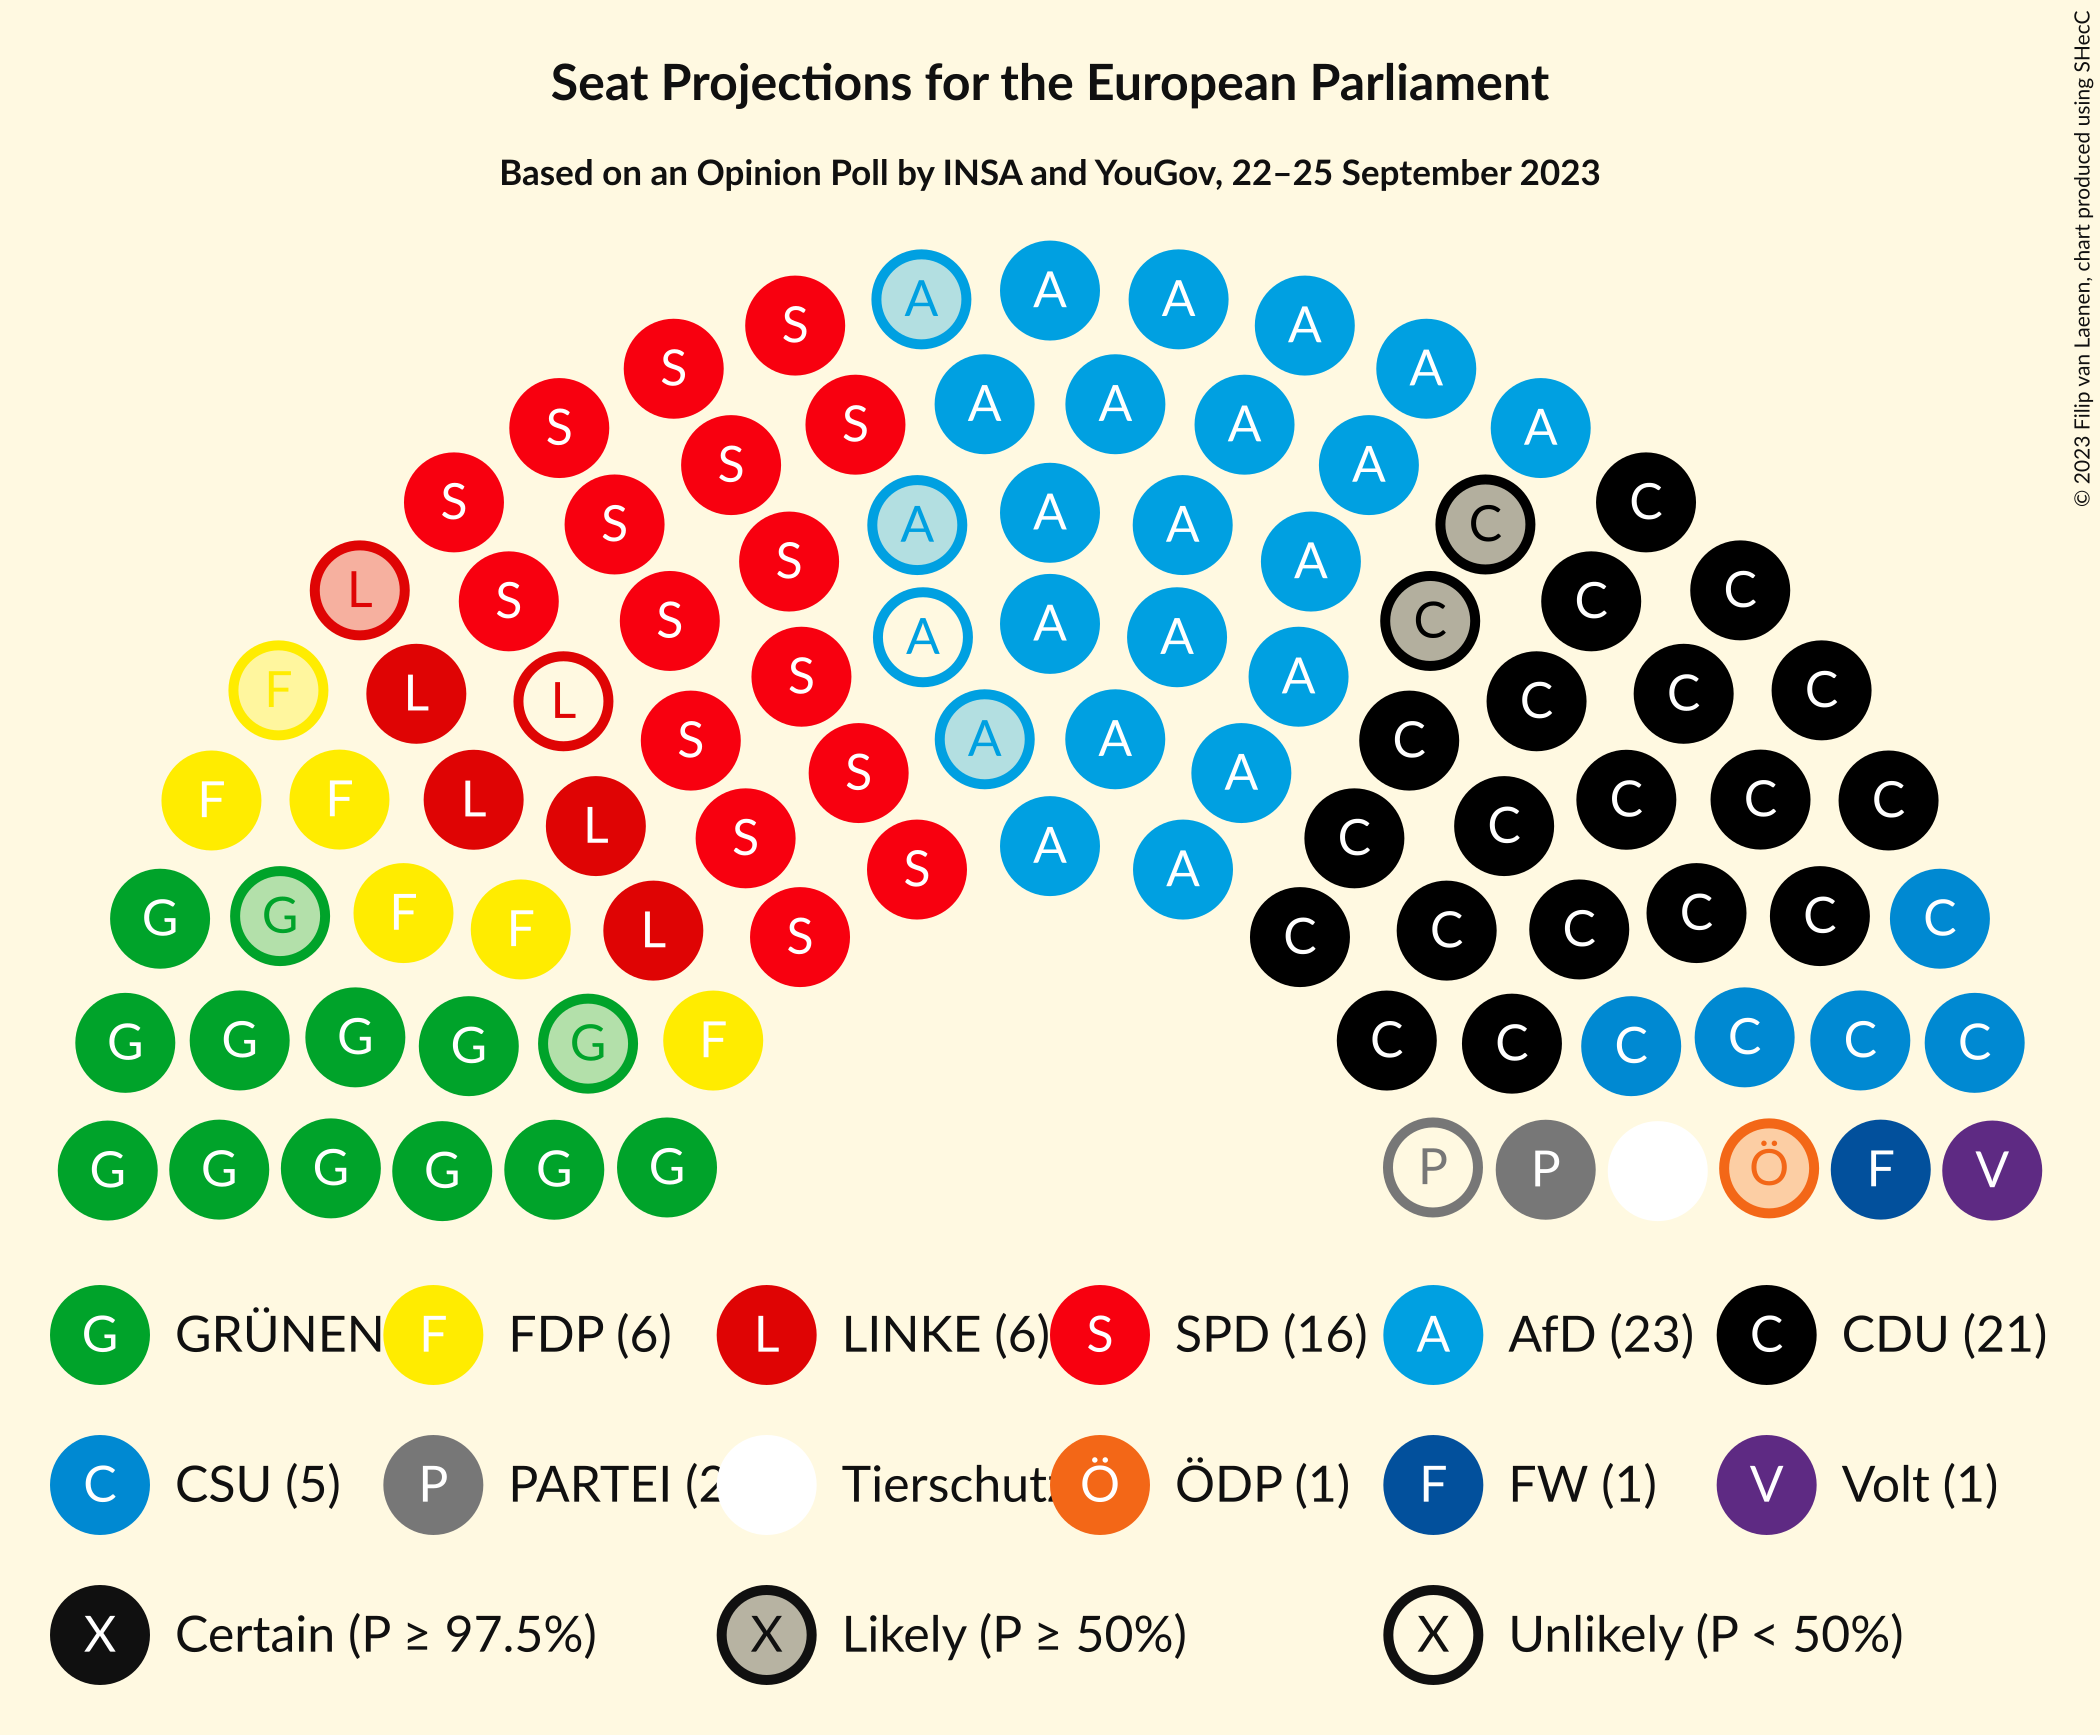 © 2023 Filip van Laenen, chart produced using SHecC
Seat Projections for the European Parliament
Based on an Opinion Poll by INSA and YouGov, 22–25 September 2023
A A A
S A
S A
S S A A A A
S A
S S A A A C C
S A
L S S A A A C C C
F L L S A C C C
S A A C
S A
F F L L S A C C C C C
S A
G G F F L S C C C C C C
G G G G G F C C C C C C
G G G G G G P P Ö F V
G GRÜNEN F FDP (6) L LINKE (6) S SPD (16) A AfD (23) C CDU (21)
C CSU (5) P PARTEI (2 Tierschutz Ö ÖDP (1) F FW (1) V Volt (1)
X Certain (P ≥ 97.5%) X Likely (P ≥ 50%) X Unlikely (P < 50%)